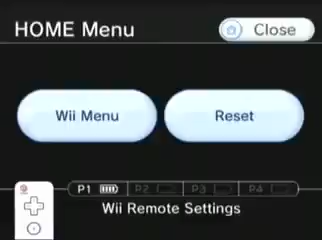 HOME Menu
Close
Wii Menu
Reset
P1 P2 P3 P4
Wii Remote Settings